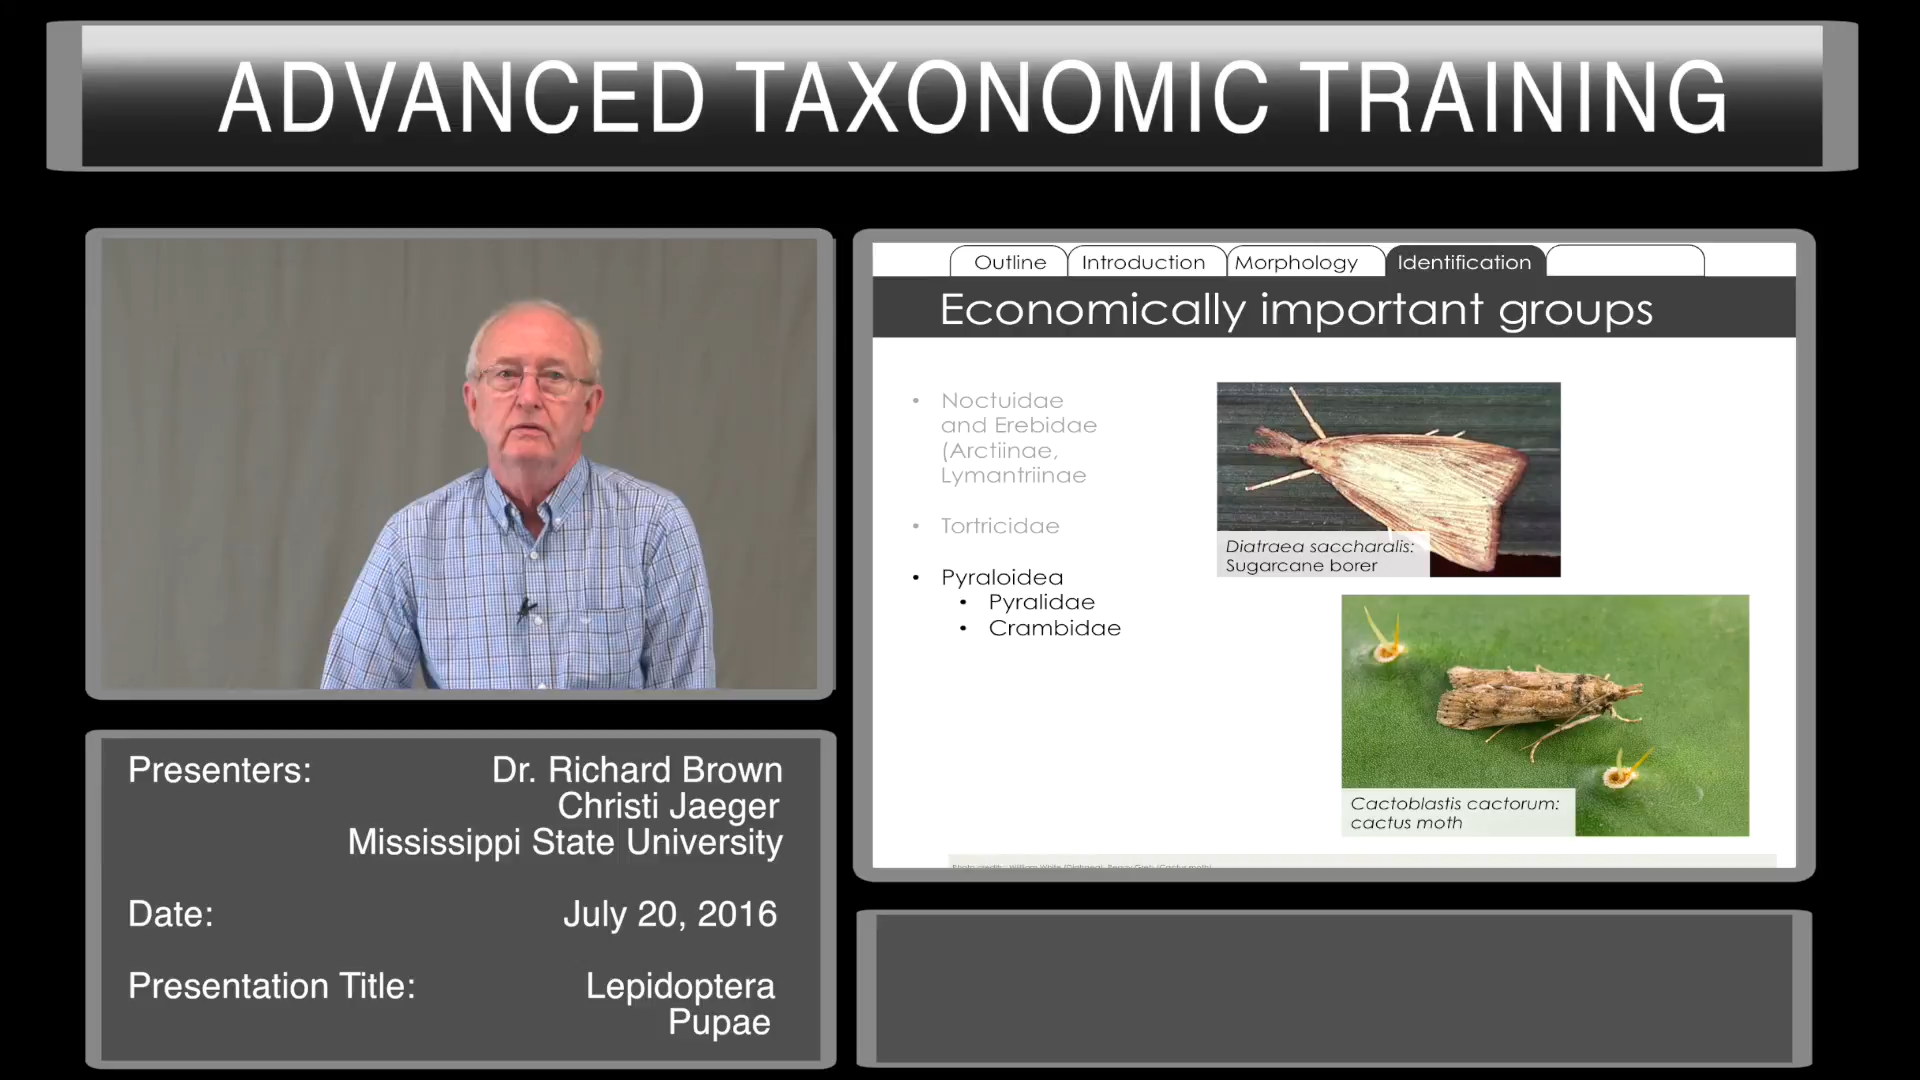 ADVANCED TAXONOMIC TRAINING
Outline
Introduction
Morphology
Identification
Economically important groups
• Noctuidae
and Erebidae
(Arctiinae,
Lymantriinae
• Tortricidae
• Pyraloidea
• Pyralidae
• Crambidae
Diatraea saccharalis:
Sugarcane borer
Cactoblastis cactorum:
cactus moth
Presenters: Dr. Richard Brown
Christi Jaeger
Mississippi State University
Date: July 20, 2016
Presentation Title: Lepidoptera
Pupae